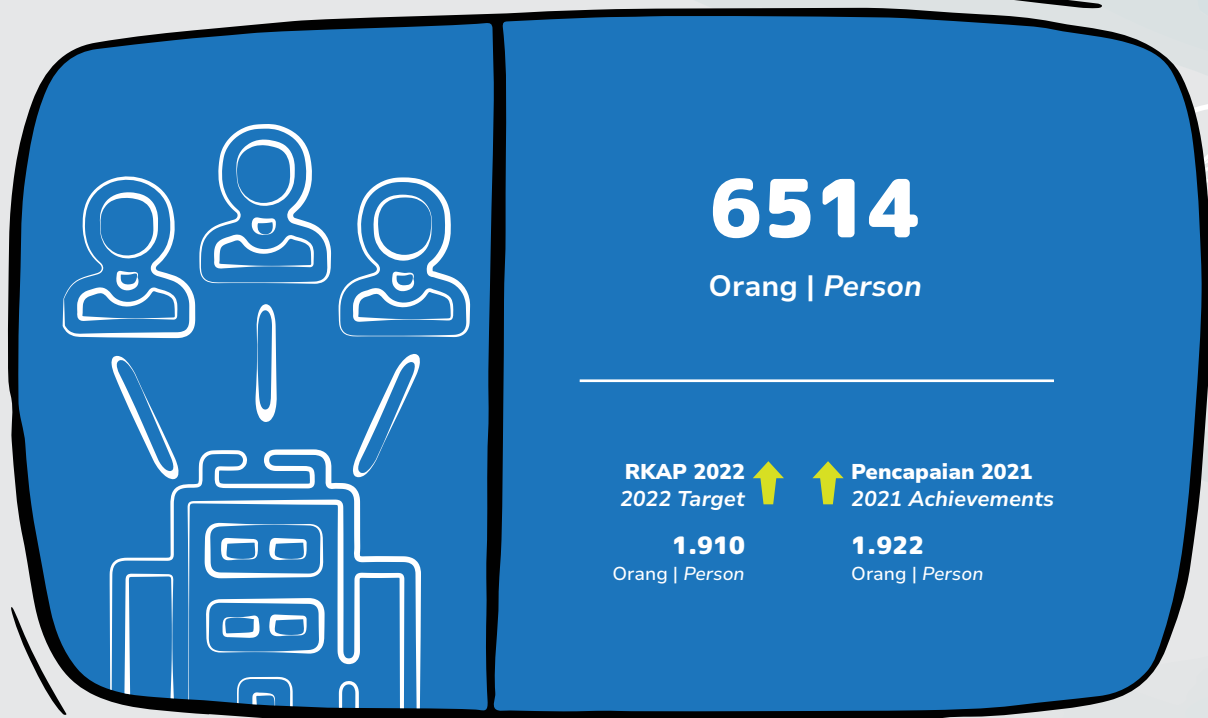 6514
Orang | Person
RKAP 2022
2022 Target
1.910
Orang | Person
Pencapaian 2021
2021 Achievements
1.922
Orang | Person